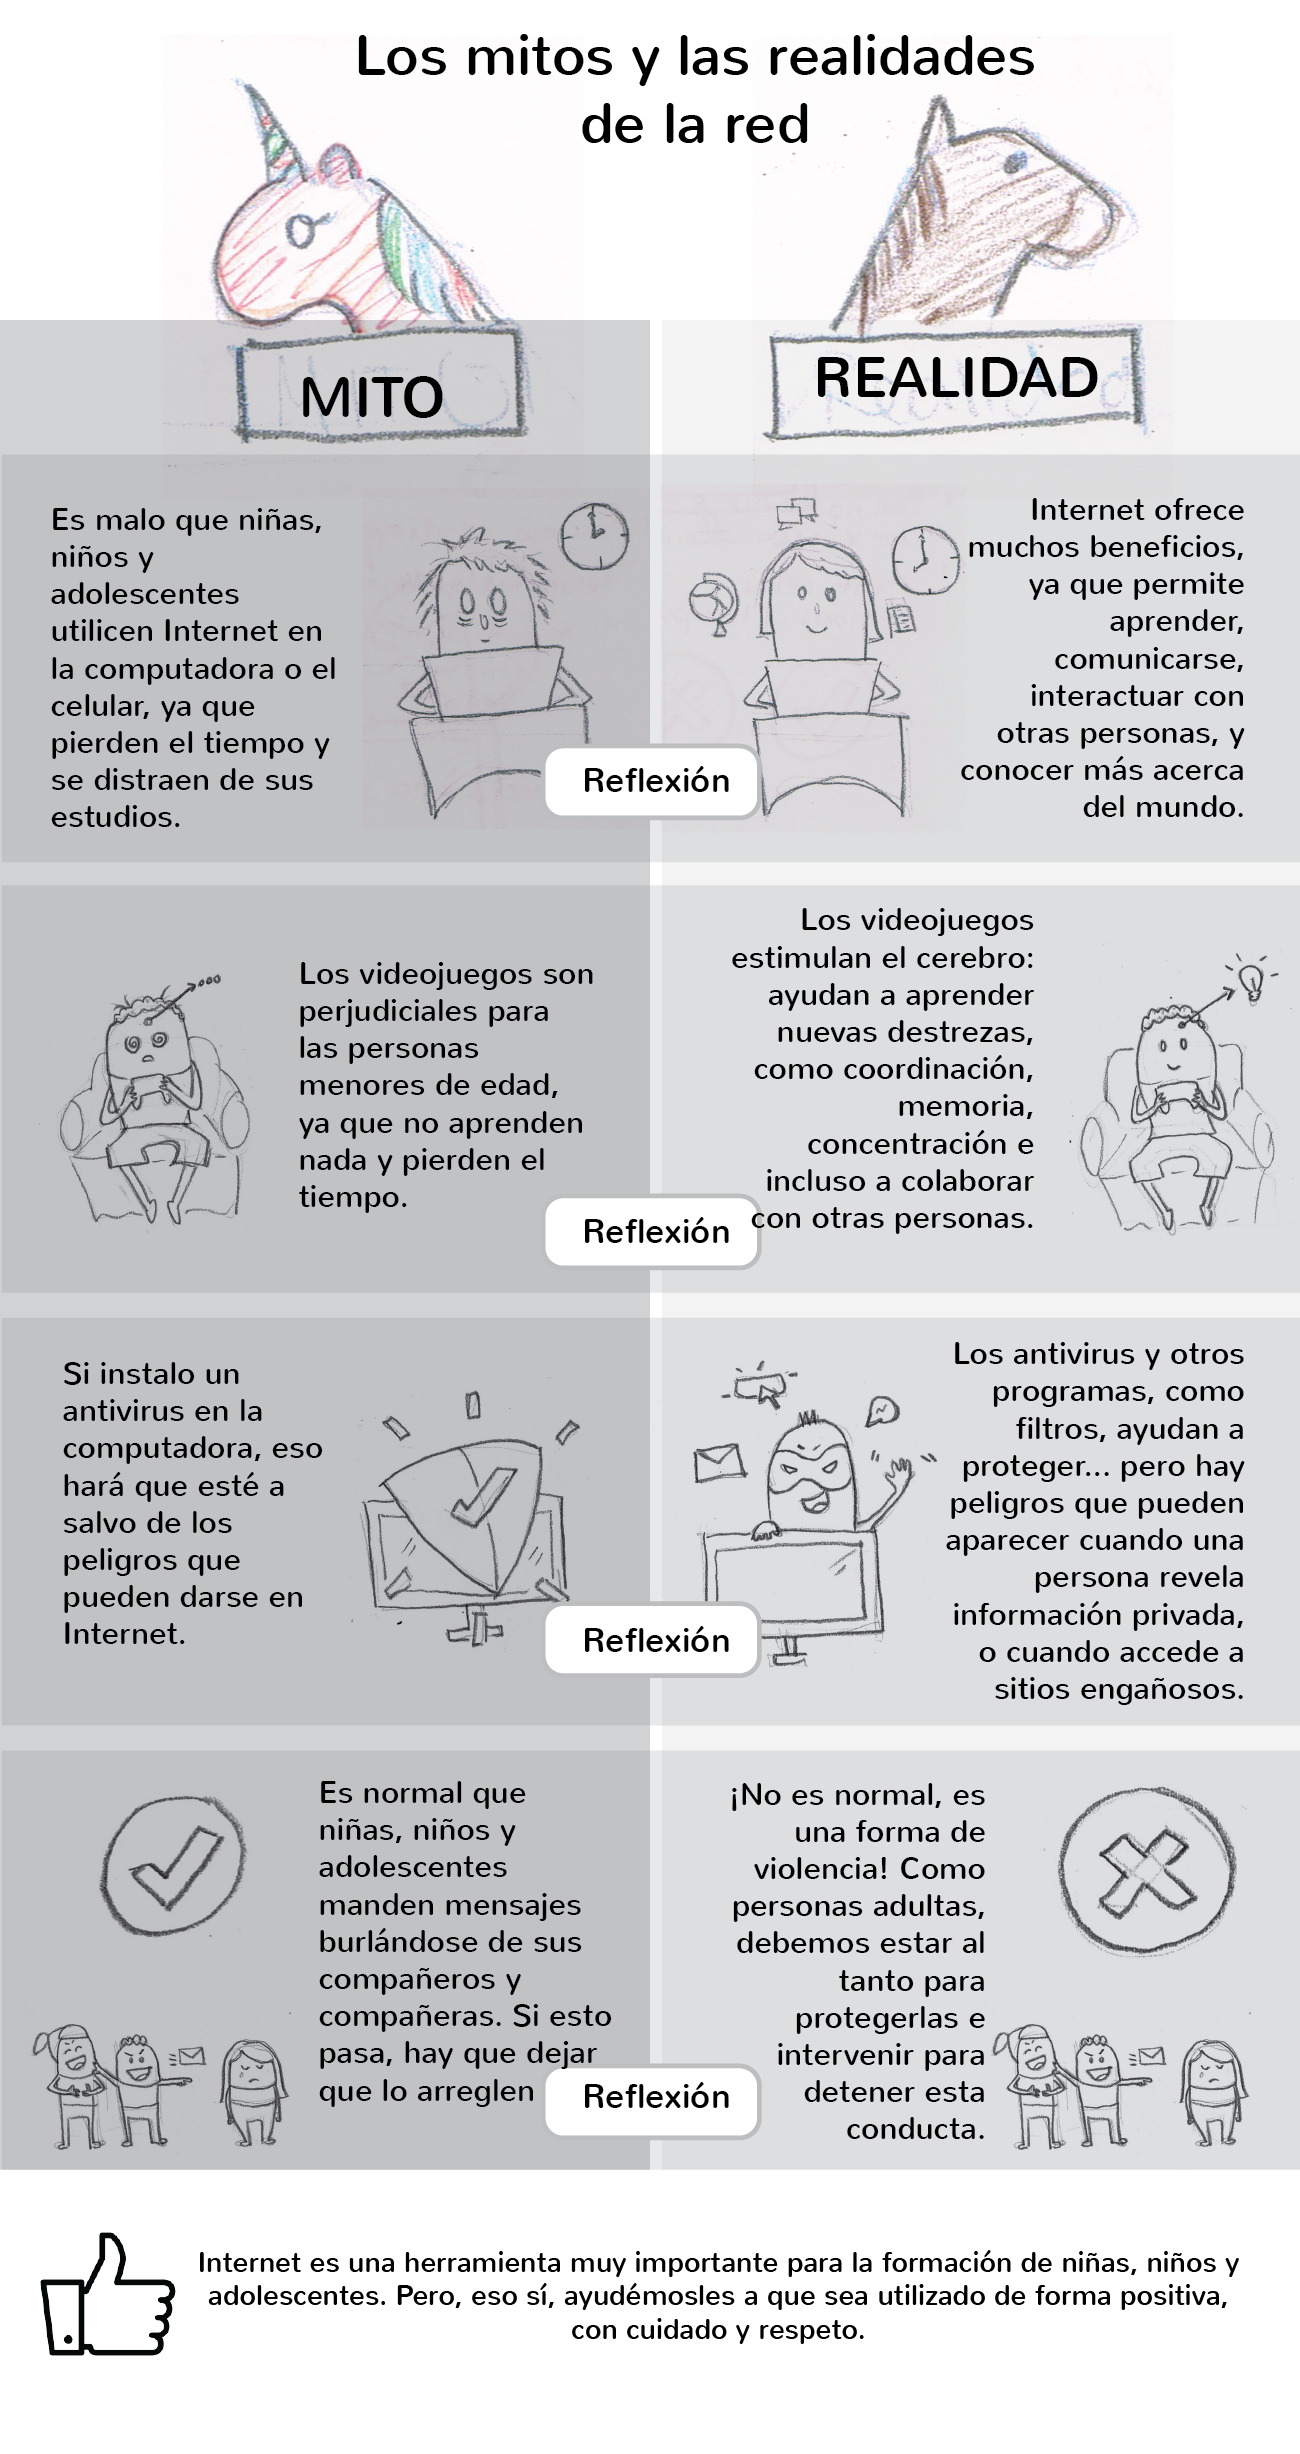 Los mitos y las realidades
de la red
MITO
REALIDAD
Es malo que niñas,
niños y
adolescentes
utilicen Internet en
la computadora o el
celular, ya que
pierden el tiempo y
se distraen de sus
estudios.
Internet ofrece
muchos beneficios,
ya que permite
aprender,
comunicarse,
interactuar con
otras personas, y
conocer más acerca
del mundo.
Reflexión
Los videojuegos son
perjudiciales para
las personas
menores de edad,
ya que no aprenden
nada y pierden el
tiempo.
Los videojuegos
estimulan el cerebro:
ayudan a aprender
nuevas destrezas,
como coordinación,
memoria,
concentración e
incluso a colaborar
con otras personas.
Reflexión
Si instalo un
antivirus en la
computadora, eso
hará que esté a
salvo de los
peligros que
pueden darse en
Internet.
Los antivirus y otros
programas, como
filtros, ayudan a
proteger... pero hay
peligros que pueden
aparecer cuando una
persona revela
información privada,
o cuando accede a
sitios engañosos.
Reflexión
Es normal que
niñas, niños y
adolescentes
manden mensajes
burlándose de sus
compañeros y
compañeras. Si esto
pasa, hay que dejar
que lo arreglen
¡No es normal, es
una forma de
violencia! Como
personas adultas,
debemos estar al
tanto para
protegerlas e
intervenir para
detener esta
conducta.
Reflexión
Internet es una herramienta muy importante para la formación de niñas, niños y
adolescentes. Pero, eso sí, ayudémosles a que sea utilizado de forma positiva,
con cuidado y respeto.